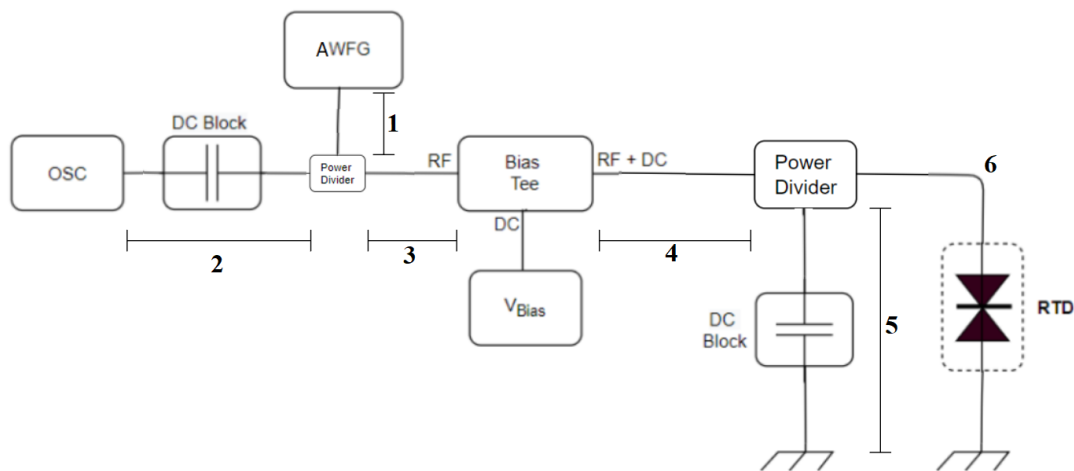 AWFG
1
DC Block
OSC
Power
Divider
RF
Bias
Tee
RF + DC
Power
Divider
6
DC
2
3
4
VBias
DC
Block
5
RTD